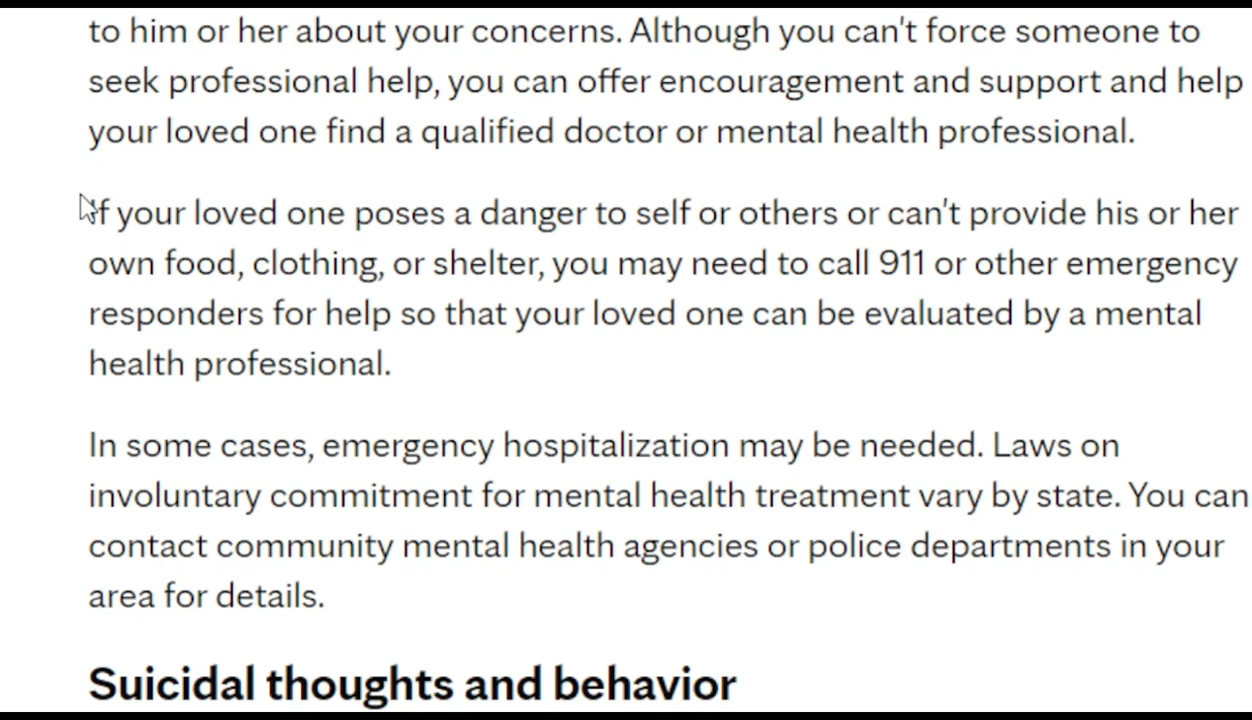 to him or her about your concerns. Although you can't force someone to
seek professional help, you can offer encouragement and support and help
your loved one find a qualified doctor or mental health professional.
If your loved one poses a danger to self or others or can't provide his or her
own food, clothing, or shelter, you may need to call 911 or other emergency
responders for help so that your loved one can be evaluated by a mental
health professional.
In some cases, emergency hospitalization may be needed. Laws on
involuntary commitment for mental health treatment vary by state. You can
contact community mental health agencies or police departments in your
area for details.
Suicidal thoughts and behavior